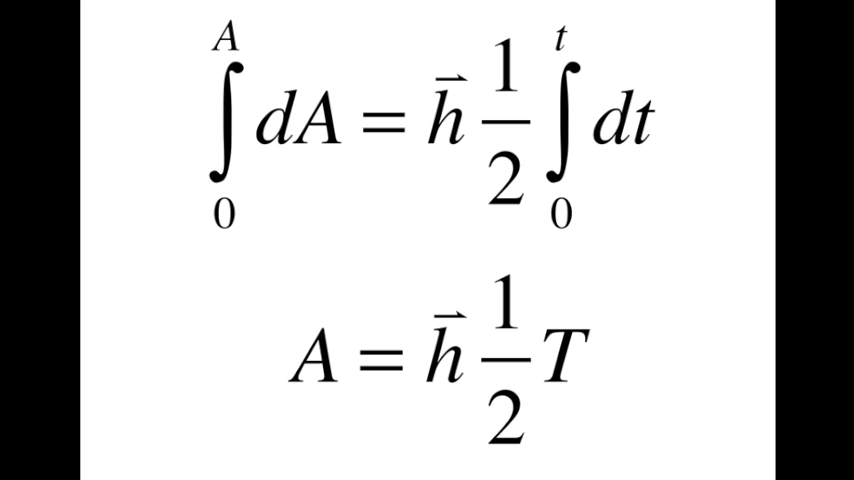 ∫₀ᴬ dA = h⃗ 1/2 ∫₀ᵗ dt
A = h⃗ 1/2 T